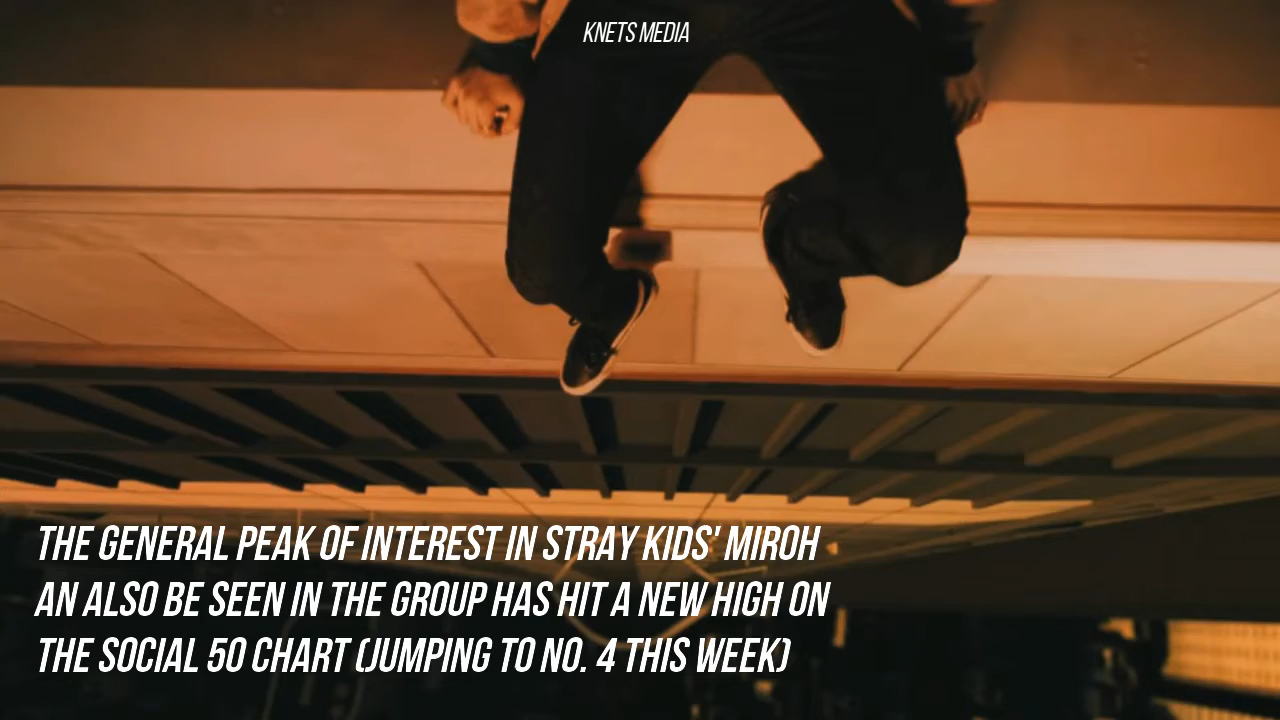 KNETS MEDIA
THE GENERAL PEAK OF INTEREST IN STRAY KIDS' MIROH
AN ALSO BE SEEN IN THE GROUP HAS HIT A NEW HIGH ON
THE SOCIAL 50 CHART (JUMPING TO NO. 4 THIS WEEK)